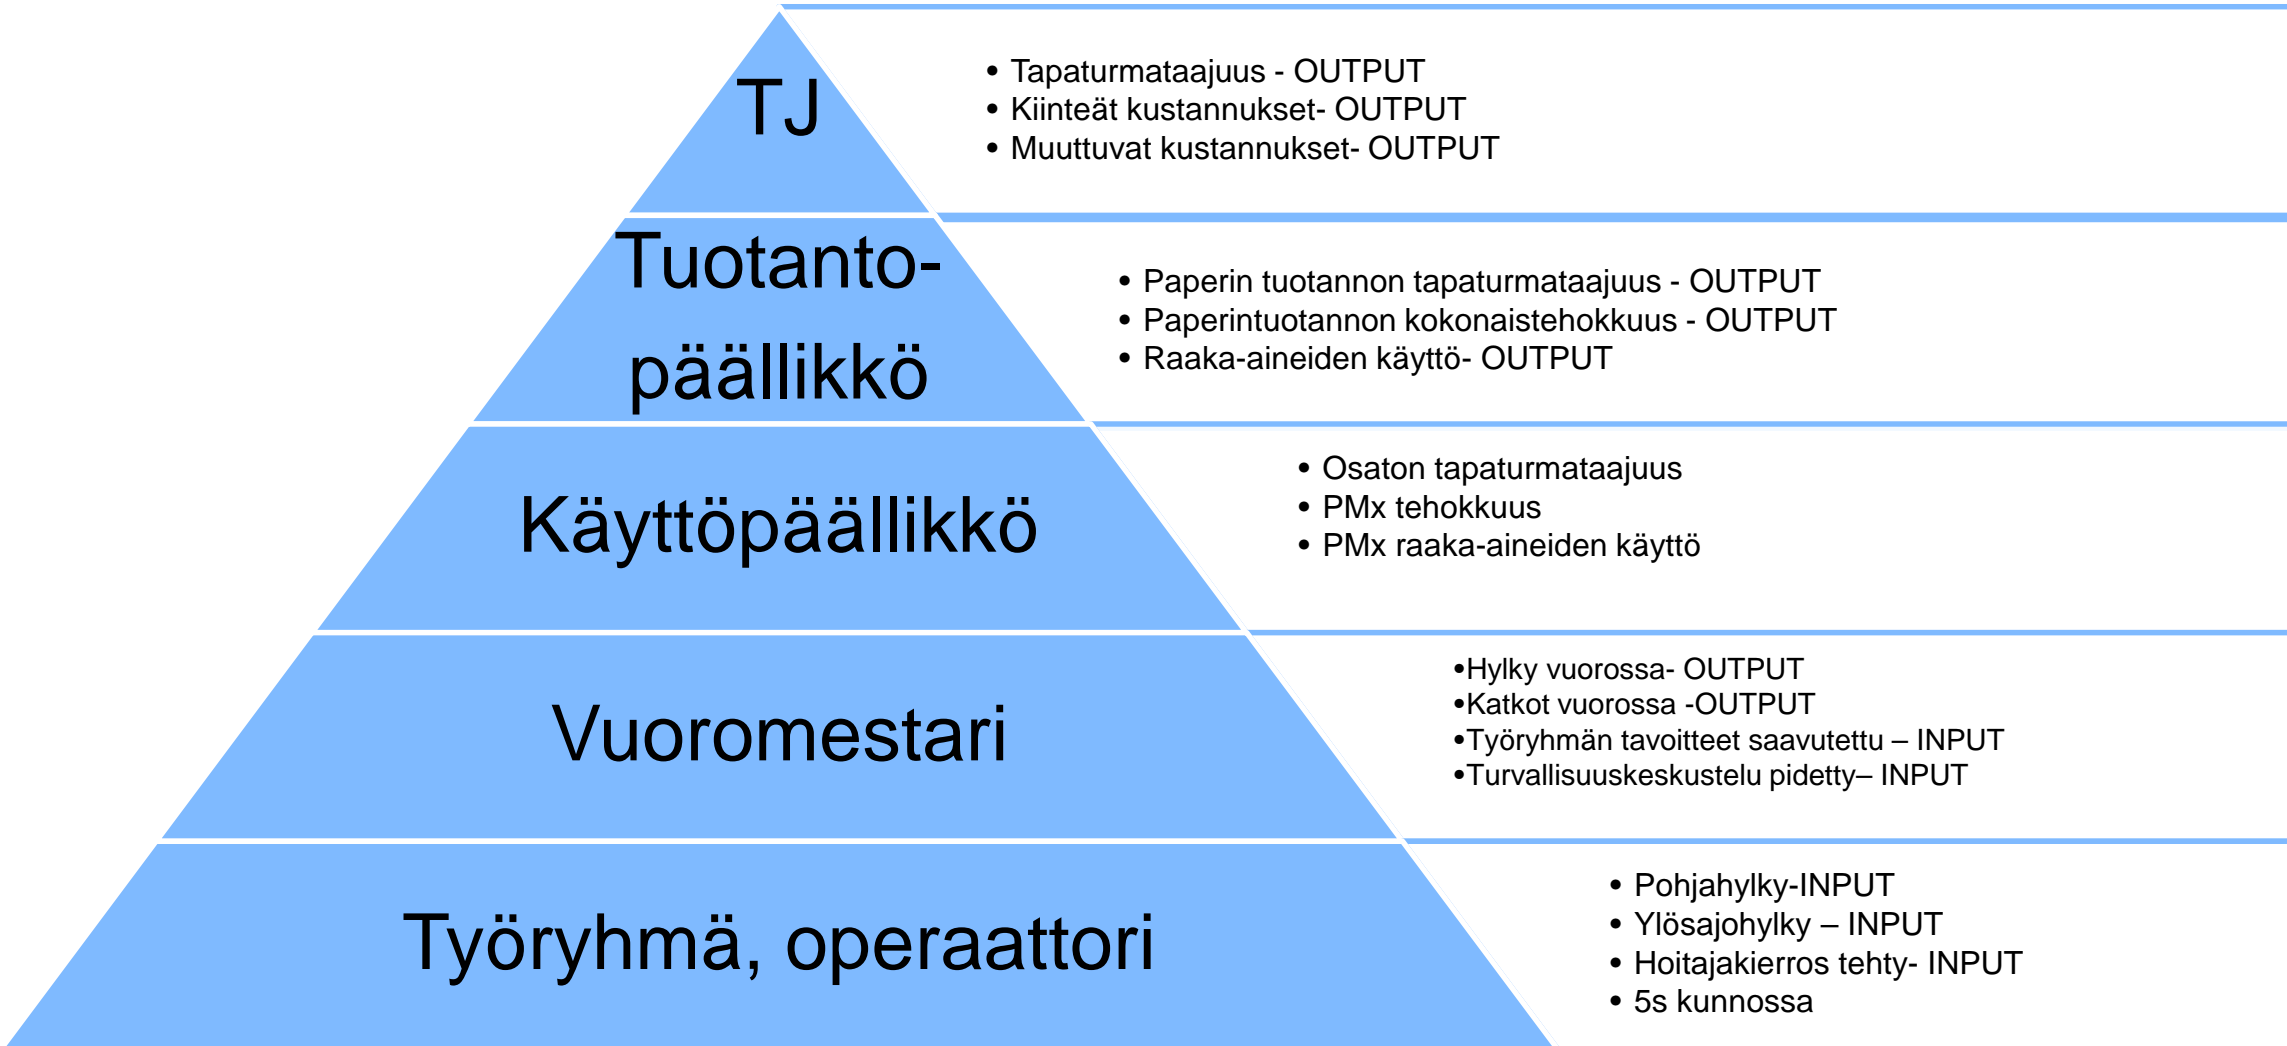 TJ
• Tapaturmataajuus - OUTPUT
• Kiinteät kustannukset- OUTPUT
• Muuttuvat kustannukset- OUTPUT
Tuotanto-
päällikkö
• Paperin tuotannon tapaturmataajuus - OUTPUT
• Paperintuotannon kokonaistehokkuus - OUTPUT
• Raaka-aineiden käyttö- OUTPUT
Käyttöpäällikkö
• Osaton tapaturmataajuus
• PMx tehokkuus
• PMx raaka-aineiden käyttö
Vuoromestari
•Hylky vuorossa- OUTPUT
•Katkot vuorossa -OUTPUT
•Työryhmän tavoitteet saavutettu – INPUT
•Turvallisuuskeskustelu pidetty– INPUT
Työryhmä, operaattori
• Pohjahylky-INPUT
• Ylösajohylky – INPUT
• Hoitajakierros tehty- INPUT
• 5s kunnossa